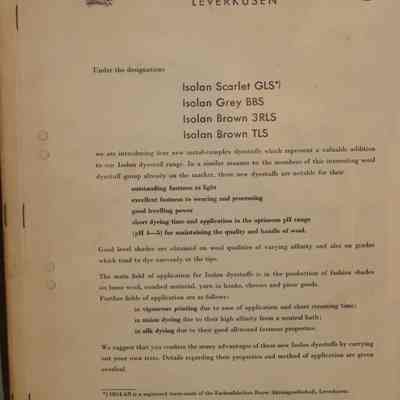 LEVERKUSEN
Under the designations
Isolan Scarlet GLS*)
Isolan Grey BBS
Isolan Brown 3RLS
Isolan Brown TLS
we are introducing four new metal-complex dyestuffs which represent a valuable addition
to our Isolan dyestuff range. In a similar manner to the members of this interesting wool
dyestuff group already on the market, these new dyestuffs are notable for their
outstanding fastness to light
excellent fastness to wearing and processing
good levelling power
short dyeing time and application in the optimum pH range
(pH 4—5) for maintaining the quality and handle of wool.
Good level shades are obtained on wool qualities of varying affinity and also on grades
which tend to dye unevenly at the tips.
The main field of application for Isolan dyestuffs is in the production of fashion shades
on loose wool, combed material, yarn in hanks, cheeses and piece goods.
Further fields of application are as follows:
in vigoureux printing due to ease of application and short steaming time;
in union dyeing due to their high affinity from a neutral bath;
in silk dyeing due to their good allround fastness properties.
We suggest that you confirm the many advantages of these new Isolan dyestuffs by carrying
out your own tests. Details regarding their properties and method of application are given
overleaf.
*) ISOLAN is a registered trade-mark of the Farbenfabriken Bayer Aktiengesellschaft, Leverkusen.